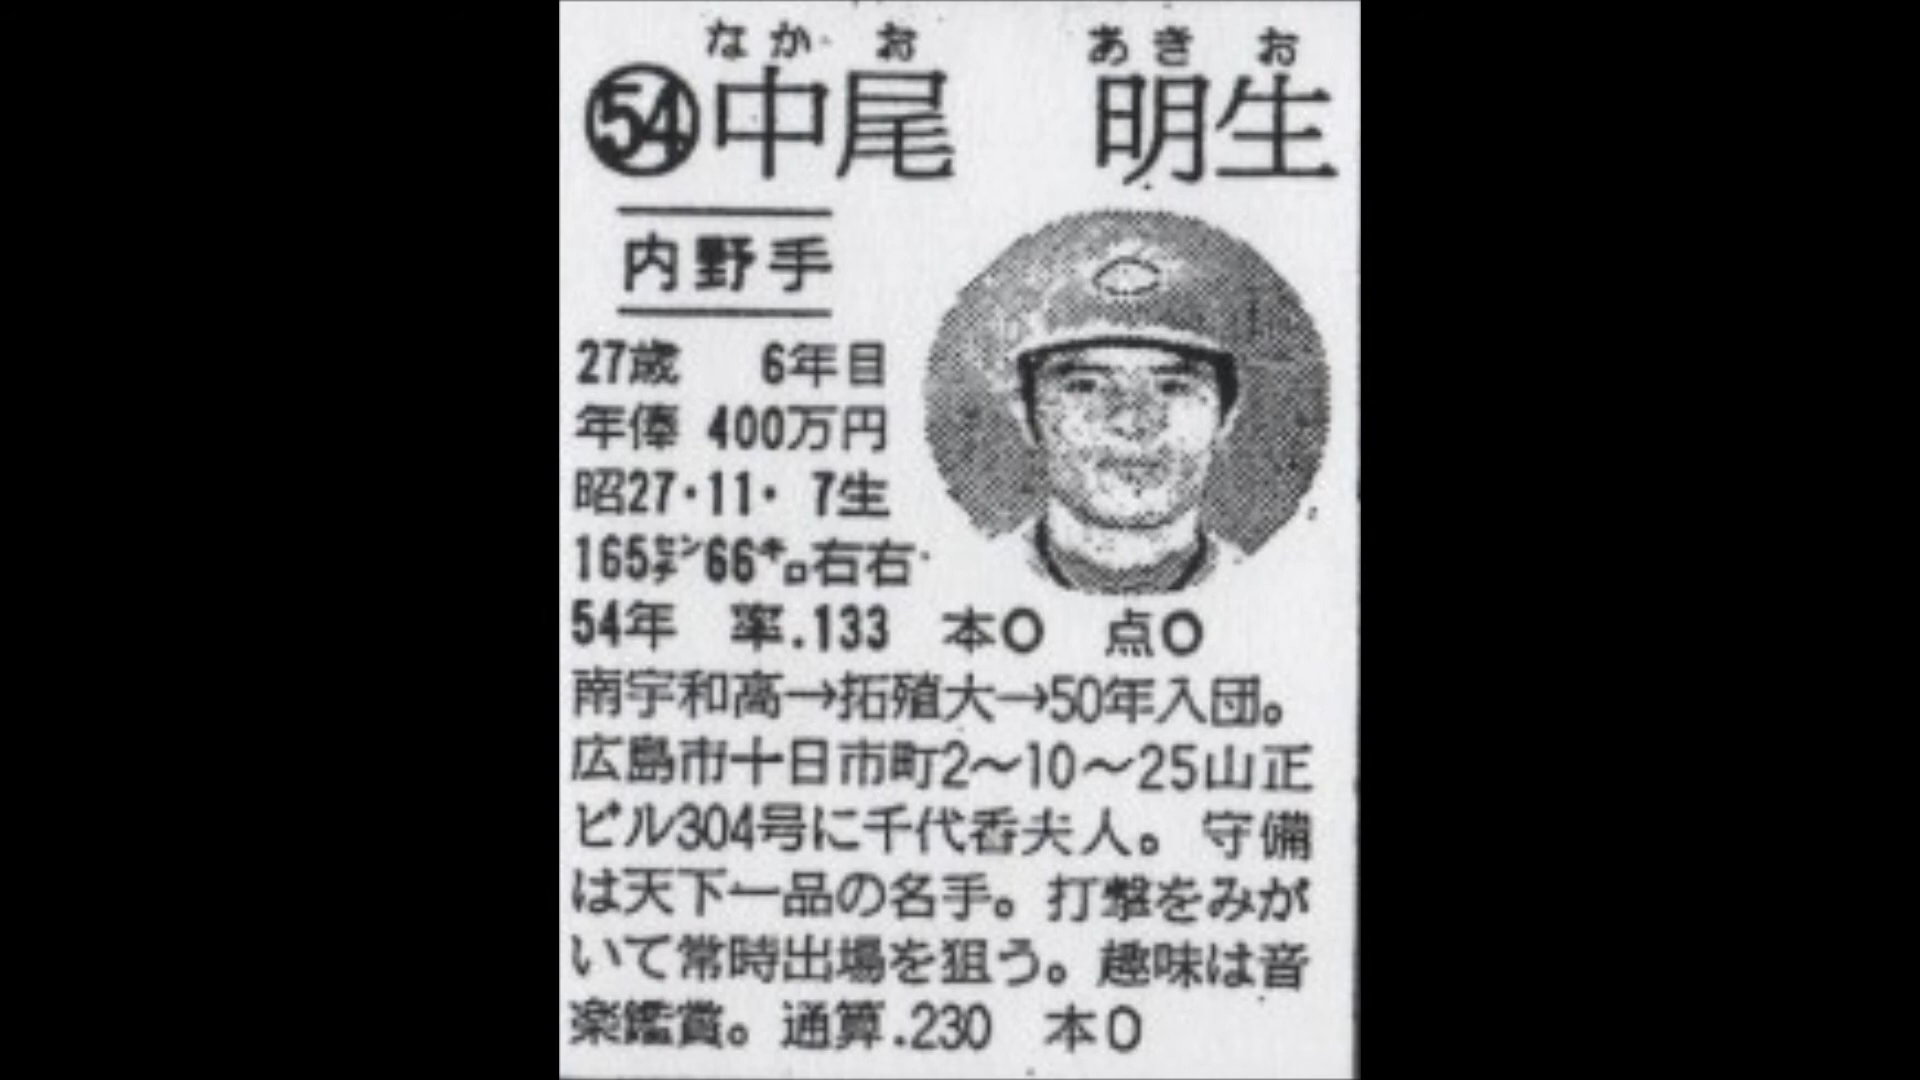 なかお　あきお
54 中尾　明生
内野手
27歳　6年目
年俸 400万円
昭27・11・7生
165センチ66キロ右右
54年　率.133　本0　点0
南宇和高→拓殖大→50年入団。
広島市十日市町2〜10〜25山正
ビル304号に千代香夫人。守備
は天下一品の名手。打撃をみが
いて常時出場を狙う。趣味は音
楽鑑賞。通算.230　本0